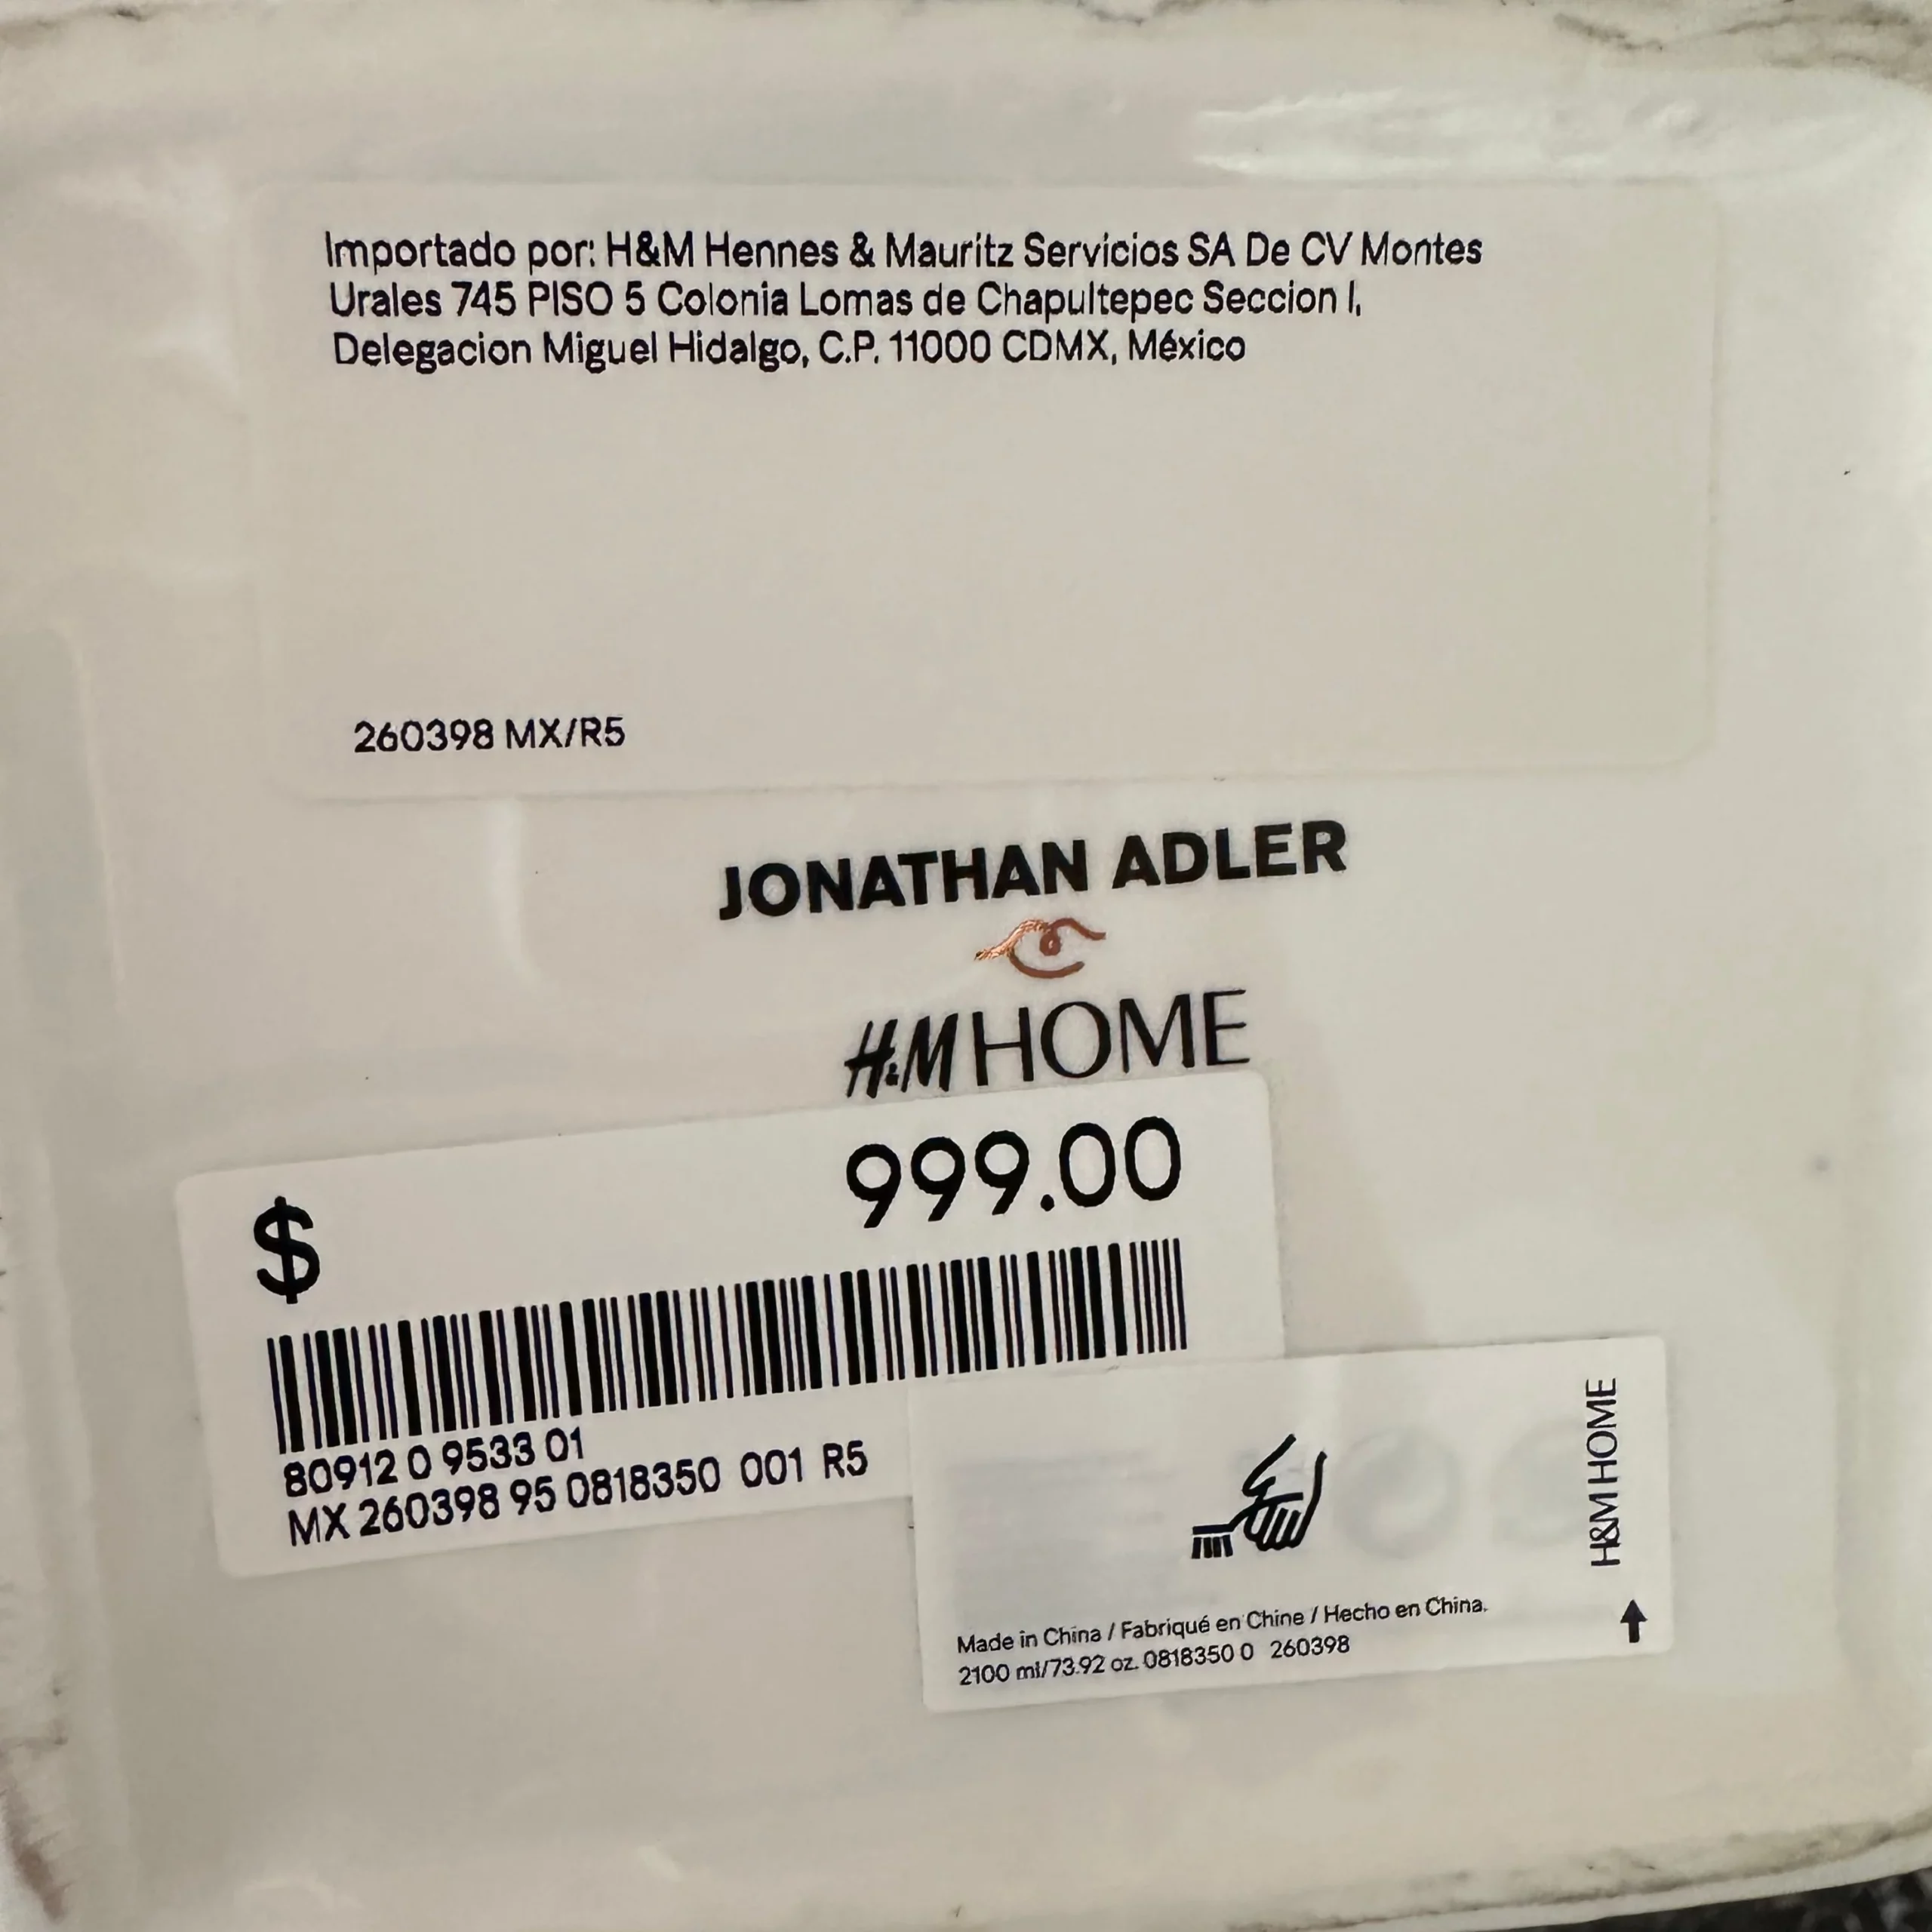 Importado por: H&M Hennes & Mauritz Servicios SA De CV Montes
Urales 745 PISO 5 Colonia Lomas de Chapultepec Seccion I,
Delegacion Miguel Hidalgo, C.P. 11000 CDMX, México
260398 MX/R5
JONATHAN ADLER
H&M HOME
$ 999.00
80912 0 9533 01
MX 260398 95 0818350 001 R5
H&M HOME
Made in China / Fabriqué en Chine / Hecho en China.
2100 ml/73.92 oz. 0818350 0 260398